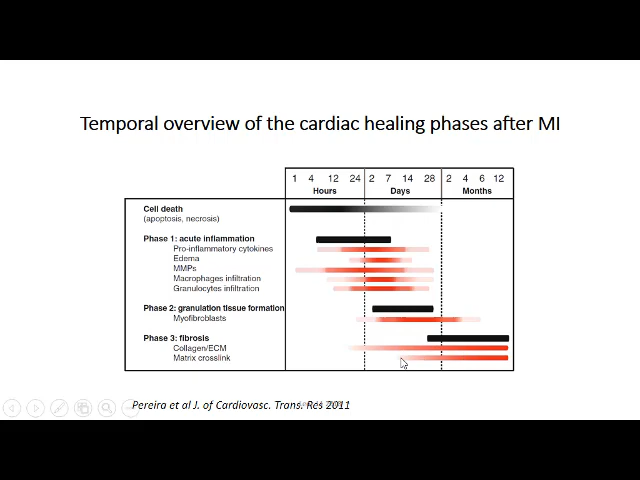 Temporal overview of the cardiac healing phases after MI
1 4 12 24 2 7 14 28 2 4 6 12
Hours Days Months
Cell death
(apoptosis, necrosis)
Phase 1: acute inflammation
Pro-inflammatory cytokines
Edema
MMPs
Macrophages infiltration
Granulocytes infiltration
Phase 2: granulation tissue formation
Myofibroblasts
Phase 3: fibrosis
Collagen/ECM
Matrix crosslink
Pereira et al J. of Cardiovasc. Trans. Res 2011